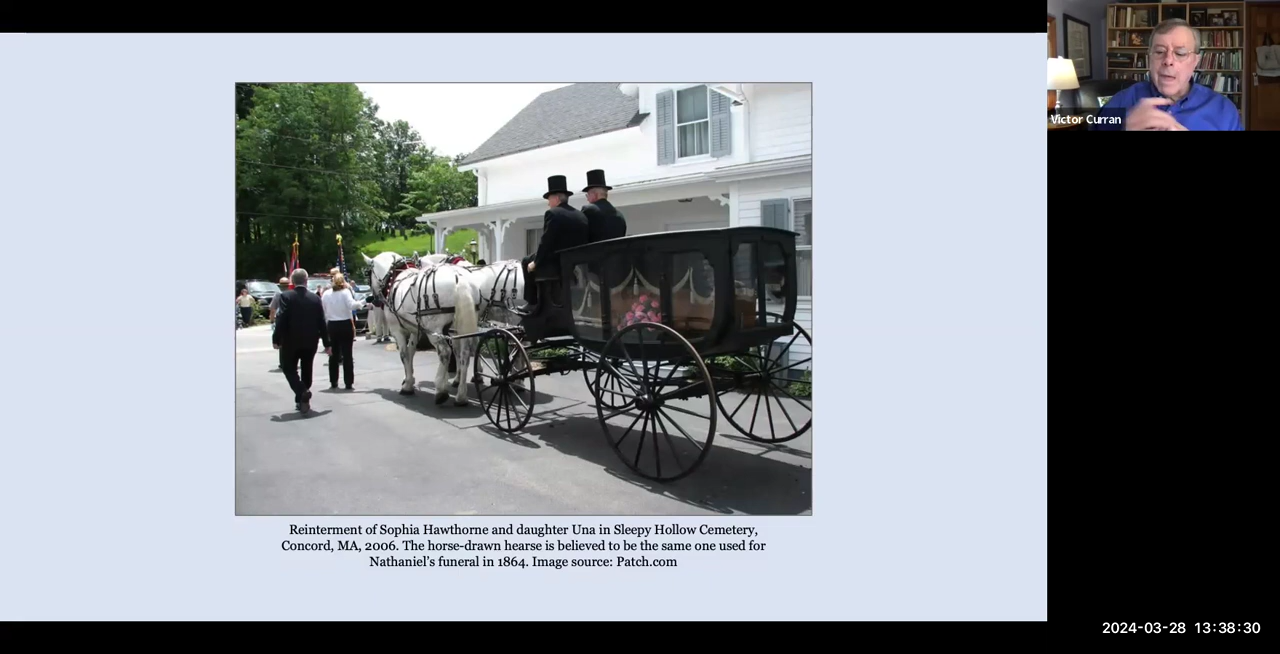 Victor Curran
Reinterment of Sophia Hawthorne and daughter Una in Sleepy Hollow Cemetery,
Concord, MA, 2006. The horse-drawn hearse is believed to be the same one used for
Nathaniel's funeral in 1864. Image source: Patch.com
2024-03-28 13:38:30